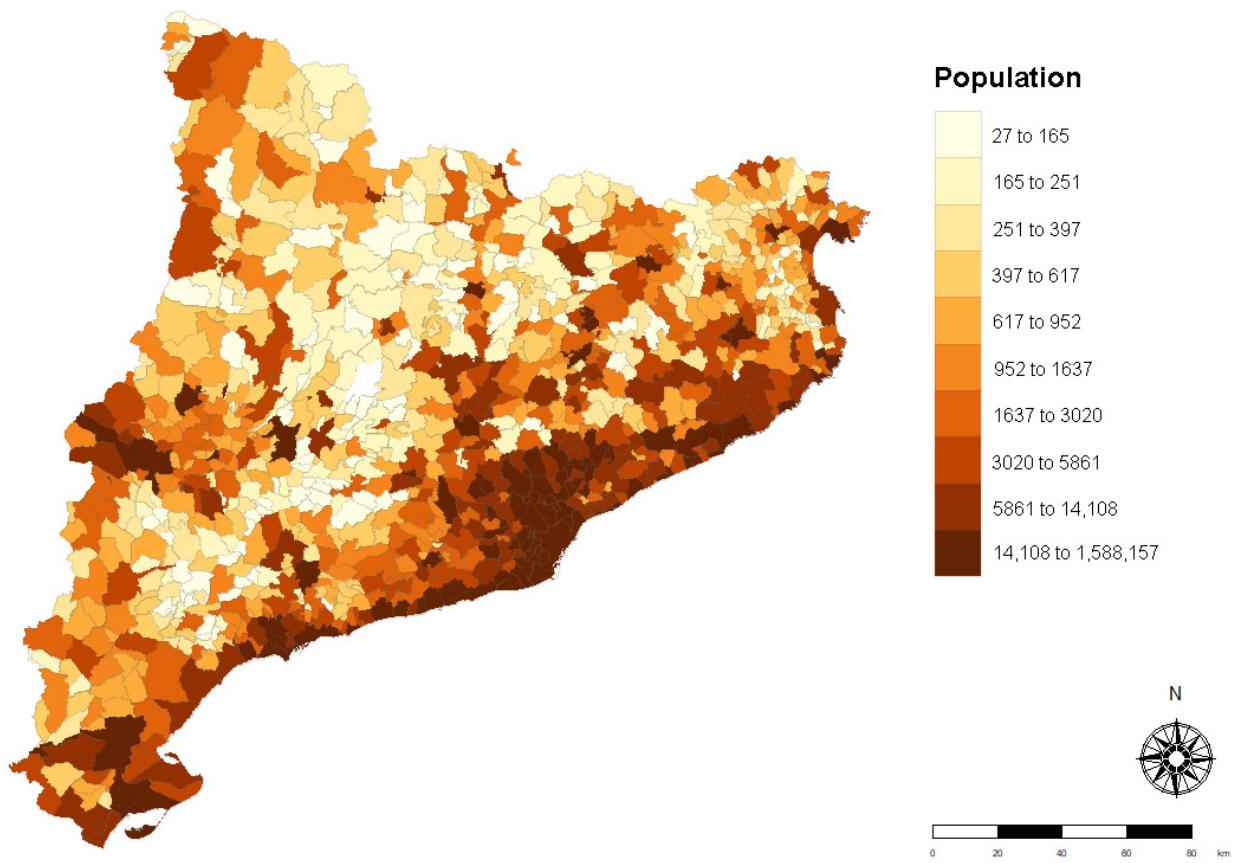 Population
27 to 165
165 to 251
251 to 397
397 to 617
617 to 952
952 to 1637
1637 to 3020
3020 to 5861
5861 to 14,108
14,108 to 1,588,157
N
0 20 40 60 80 km